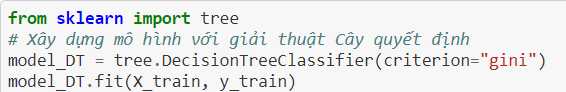 from sklearn import tree
# Xây dựng mô hình với giải thuật Cây quyết định
model_DT = tree.DecisionTreeClassifier(criterion="gini")
model_DT.fit(X_train, y_train)